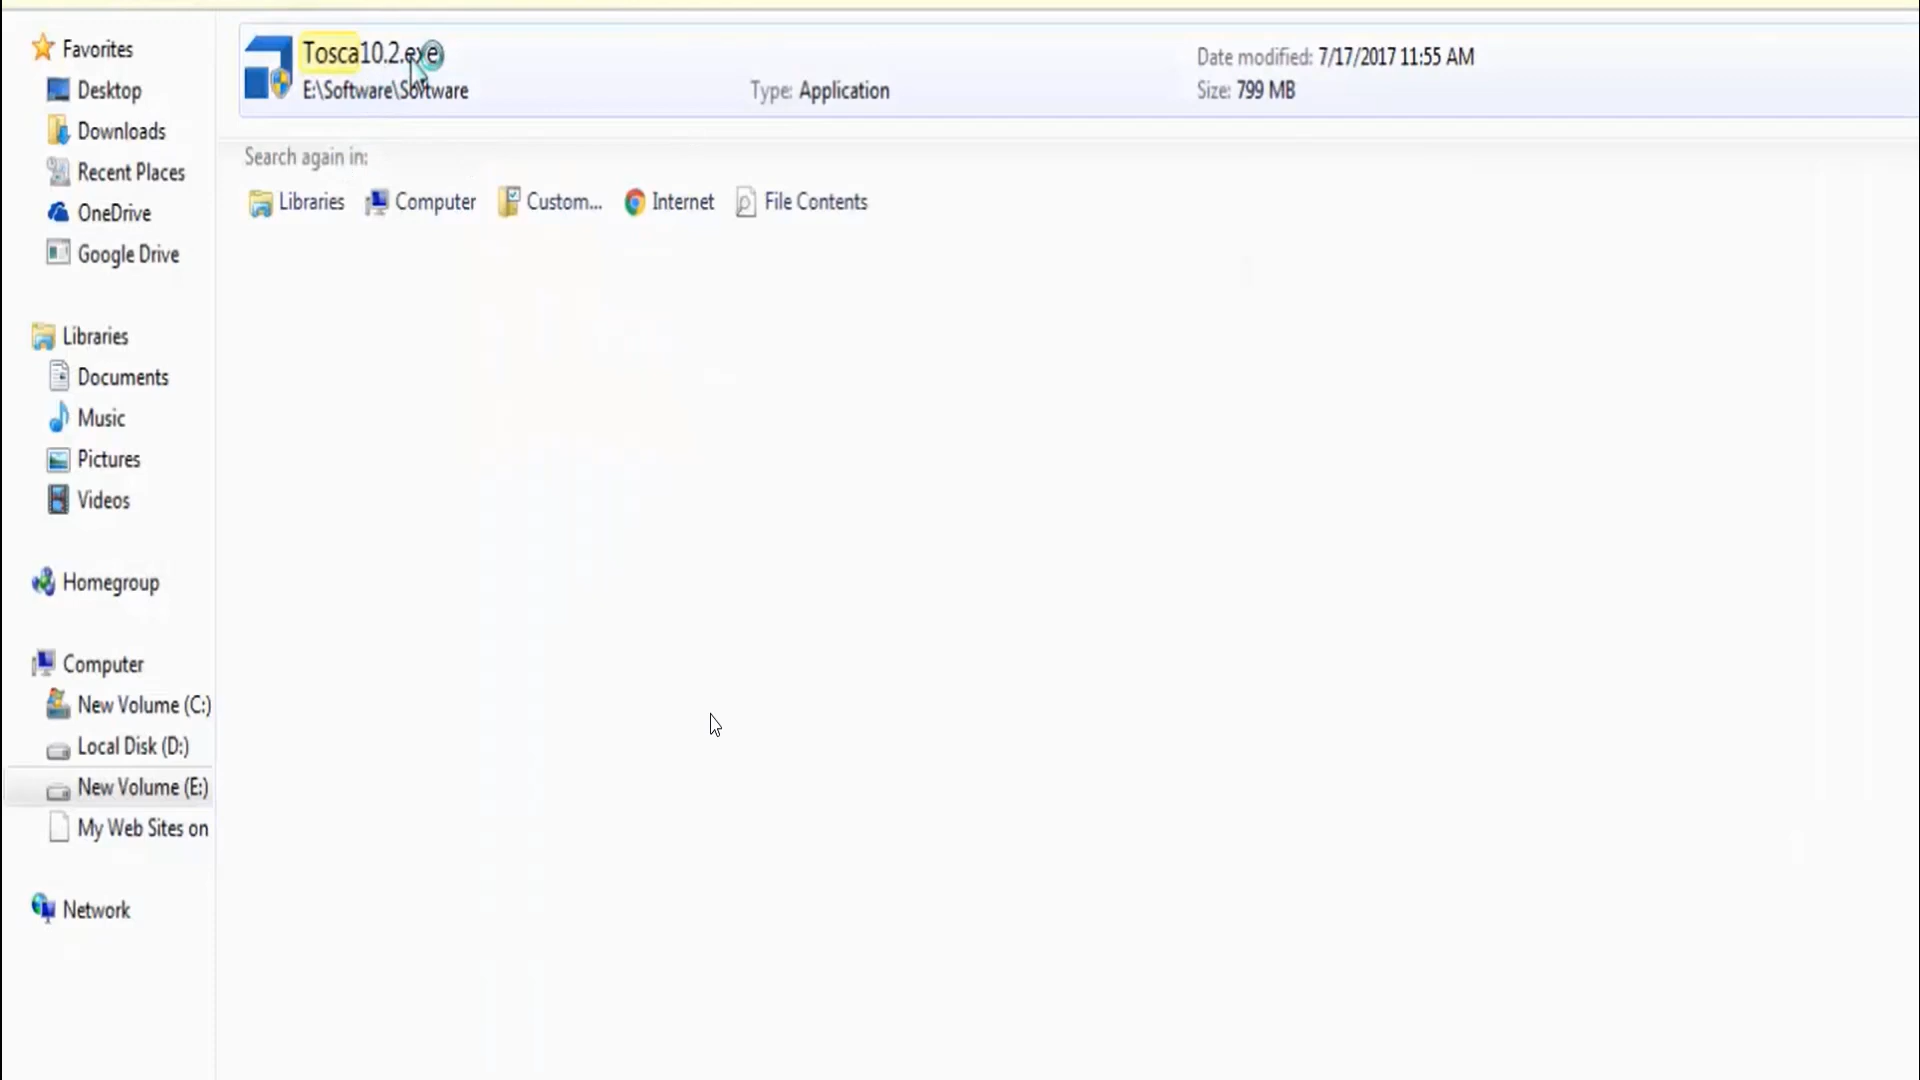 Favorites
Desktop
Downloads
Recent Places
OneDrive
Google Drive
Libraries
Documents
Music
Pictures
Videos
Homegroup
Computer
New Volume (C:)
Local Disk (D:)
New Volume (E:)
My Web Sites on
Network
Tosca10.2.exe
E:\Software\Software
Type: Application
Date modified: 7/17/2017 11:55 AM
Size: 799 MB
Search again in:
Libraries Computer Custom... Internet File Contents